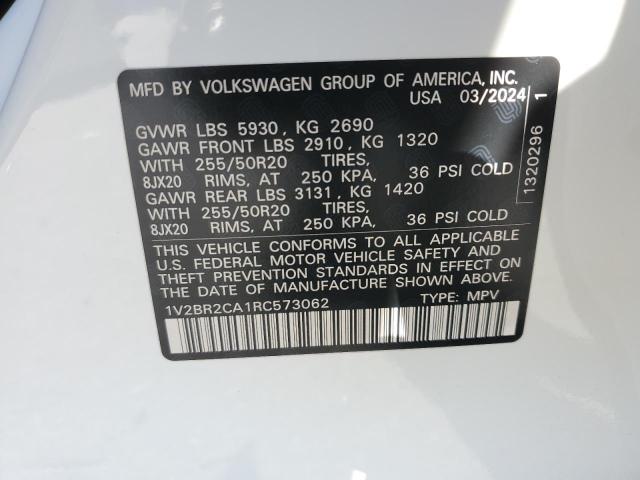 MFD BY VOLKSWAGEN GROUP OF AMERICA, INC.
USA 03/2024
GVWR LBS 5930, KG 2690
GAWR FRONT LBS 2910, KG 1320
WITH 255/50R20 TIRES,
8JX20 RIMS, AT 250 KPA, 36 PSI COLD
GAWR REAR LBS 3131, KG 1420
WITH 255/50R20 TIRES,
8JX20 RIMS, AT 250 KPA, 36 PSI COLD
THIS VEHICLE CONFORMS TO ALL APPLICABLE
U.S. FEDERAL MOTOR VEHICLE SAFETY AND
THEFT PREVENTION STANDARDS IN EFFECT ON
THE DATE OF MANUFACTURE SHOWN ABOVE.
1V2BR2CA1RC573062 TYPE: MPV
1320296 1